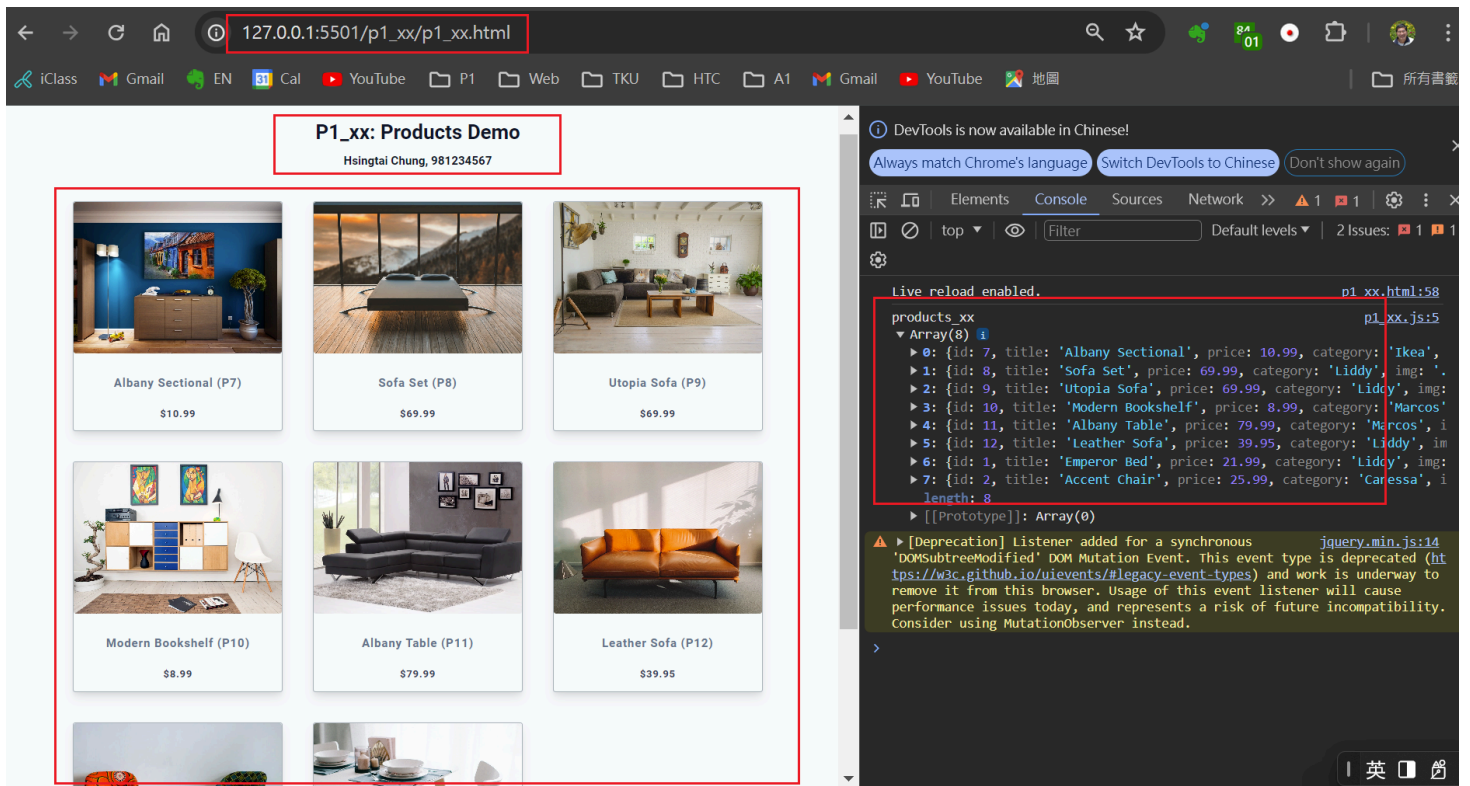 127.0.0.1:5501/p1_xx/p1_xx.html
84
01
iClass
Gmail
EN
31
Cal
YouTube
P1
Web
TKU
HTC
A1
Gmail
YouTube
地圖
所有書籤
P1_xx: Products Demo
Hsingtai Chung, 981234567
Albany Sectional (P7)
$10.99
Sofa Set (P8)
$69.99
Utopia Sofa (P9)
$69.99
Modern Bookshelf (P10)
$8.99
Albany Table (P11)
$79.99
Leather Sofa (P12)
$39.95
DevTools is now available in Chinese!
Always match Chrome's language
Switch DevTools to Chinese
Don't show again
Elements Console Sources Network 1 1
top Filter Default levels 2 Issues: 1 1
Live reload enabled. p1_xx.html:58
products_xx p1_xx.js:5
Array(8) i
0: {id: 7, title: 'Albany Sectional', price: 10.99, category: 'Ikea',
1: {id: 8, title: 'Sofa Set', price: 69.99, category: 'Liddy', img: '.
2: {id: 9, title: 'Utopia Sofa', price: 69.99, category: 'Liddy', img:
3: {id: 10, title: 'Modern Bookshelf', price: 8.99, category: 'Marcos'
4: {id: 11, title: 'Albany Table', price: 79.99, category: 'Marcos', i
5: {id: 12, title: 'Leather Sofa', price: 39.95, category: 'Liddy', im
6: {id: 1, title: 'Emperor Bed', price: 21.99, category: 'Liddy', img:
7: {id: 2, title: 'Accent Chair', price: 25.99, category: 'Canessa', i
length: 8
[[Prototype]]: Array(0)
[Deprecation] Listener added for a synchronous jquery.min.js:14
'DOMSubtreeModified' DOM Mutation Event. This event type is deprecated (ht
tps://w3c.github.io/uievents/#legacy-event-types) and work is underway to
remove it from this browser. Usage of this event listener will cause
performance issues today, and represents a risk of future incompatibility.
Consider using MutationObserver instead.
英